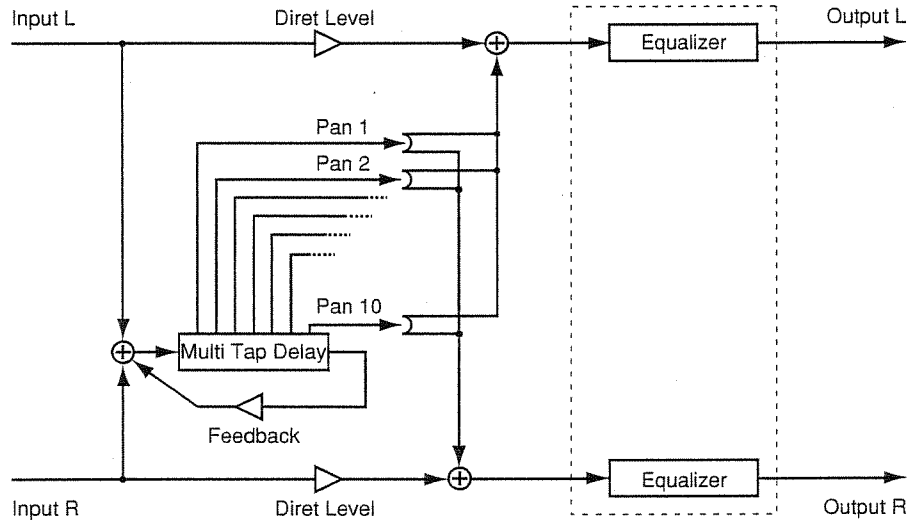 Input L
Diret Level
Output L
Equalizer
Pan 1
Pan 2
Pan 10
Multi Tap Delay
Feedback
Equalizer
Input R
Diret Level
Output R